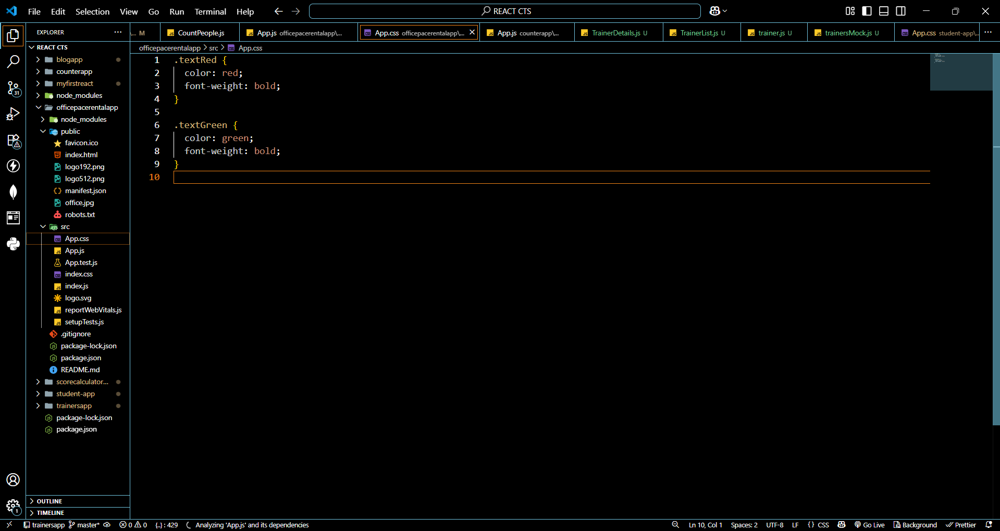 File Edit Selection View Go Run Terminal Help
REACT CTS
EXPLORER
\... M
CountPeople.js
App.js officepacerentalapp\...
App.css officepacerentalapp\...
App.js counterapp\...
TrainerDetails.js U
TrainerList.js U
trainer.js U
trainersMock.js U
App.css student-app\...
REACT CTS
blogapp
counterapp
myfirstreact
node_modules
officepacerentalapp
node_modules
public
favicon.ico
index.html
logo192.png
logo512.png
manifest.json
office.jpg
robots.txt
src
App.css
App.js
App.test.js
index.css
index.js
logo.svg
reportWebVitals.js
setupTests.js
.gitignore
package-lock.json
package.json
README.md
scorecalculator...
student-app
trainersapp
package-lock.json
package.json
OUTLINE
TIMELINE
31
1
officepacerentalapp > src > App.css
1 .textRed {
2 color: red;
3 font-weight: bold;
4 }
5
6 .textGreen {
7 color: green;
8 font-weight: bold;
9 }
10
trainersapp master* 0 0 {..} : 429 Analyzing 'App.js' and its dependencies
Ln 10, Col 1 Spaces: 2 UTF-8 LF {} CSS Go Live Background Prettier